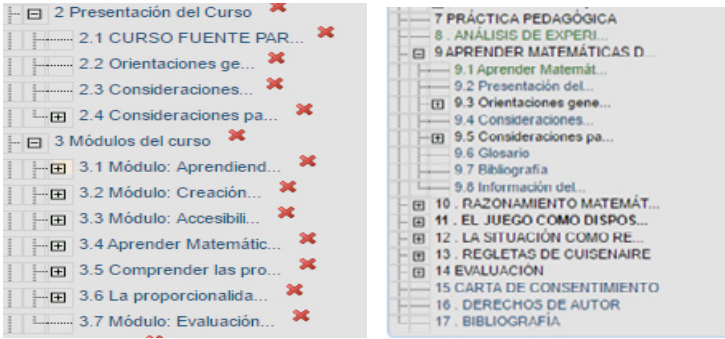 2 Presentación del Curso
2.1 CURSO FUENTE PAR...
2.2 Orientaciones ge...
2.3 Consideraciones...
2.4 Consideraciones pa...
3 Módulos del curso
3.1 Módulo: Aprendiend...
3.2 Módulo: Creación...
3.3 Módulo: Accesibili...
3.4 Aprender Matemátic...
3.5 Comprender las pro...
3.6 La proporcionalida...
3.7 Módulo: Evaluación...
7 PRÁCTICA PEDAGÓGICA
8 . ANÁLISIS DE EXPERI...
9 APRENDER MATEMÁTICAS D...
9.1 Aprender Matemát...
9.2 Presentación del...
9.3 Orientaciones gene...
9.4 Consideraciones...
9.5 Consideraciones pa...
9.6 Glosario
9.7 Bibliografía
9.8 Información del...
10 . RAZONAMIENTO MATEMÁT...
11 . EL JUEGO COMO DISPOS...
12 . LA SITUACIÓN COMO RE...
13 . REGLETAS DE CUISENAIRE
14 EVALUACIÓN
15 CARTA DE CONSENTIMIENTO
16 . DERECHOS DE AUTOR
17 . BIBLIOGRAFÍA